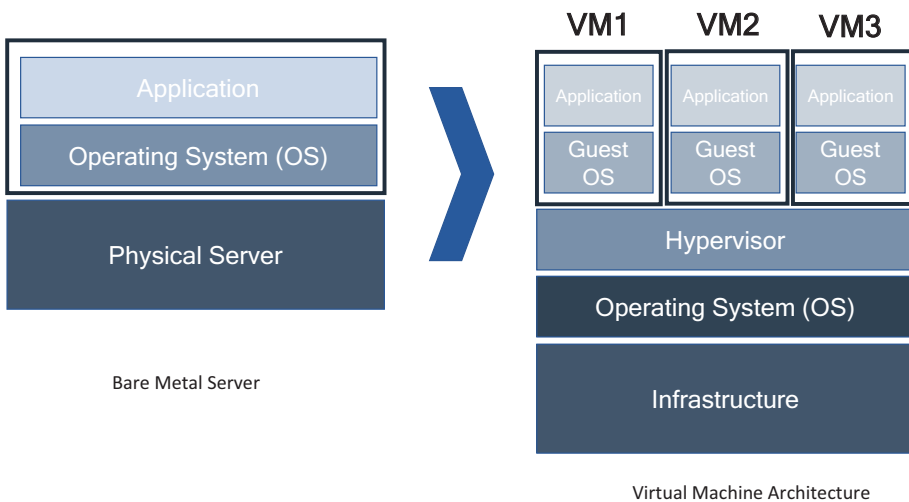 Application
Operating System (OS)
Physical Server
Bare Metal Server
VM1 VM2 VM3
Application Application Application
Guest Guest Guest
OS OS OS
Hypervisor
Operating System (OS)
Infrastructure
Virtual Machine Architecture